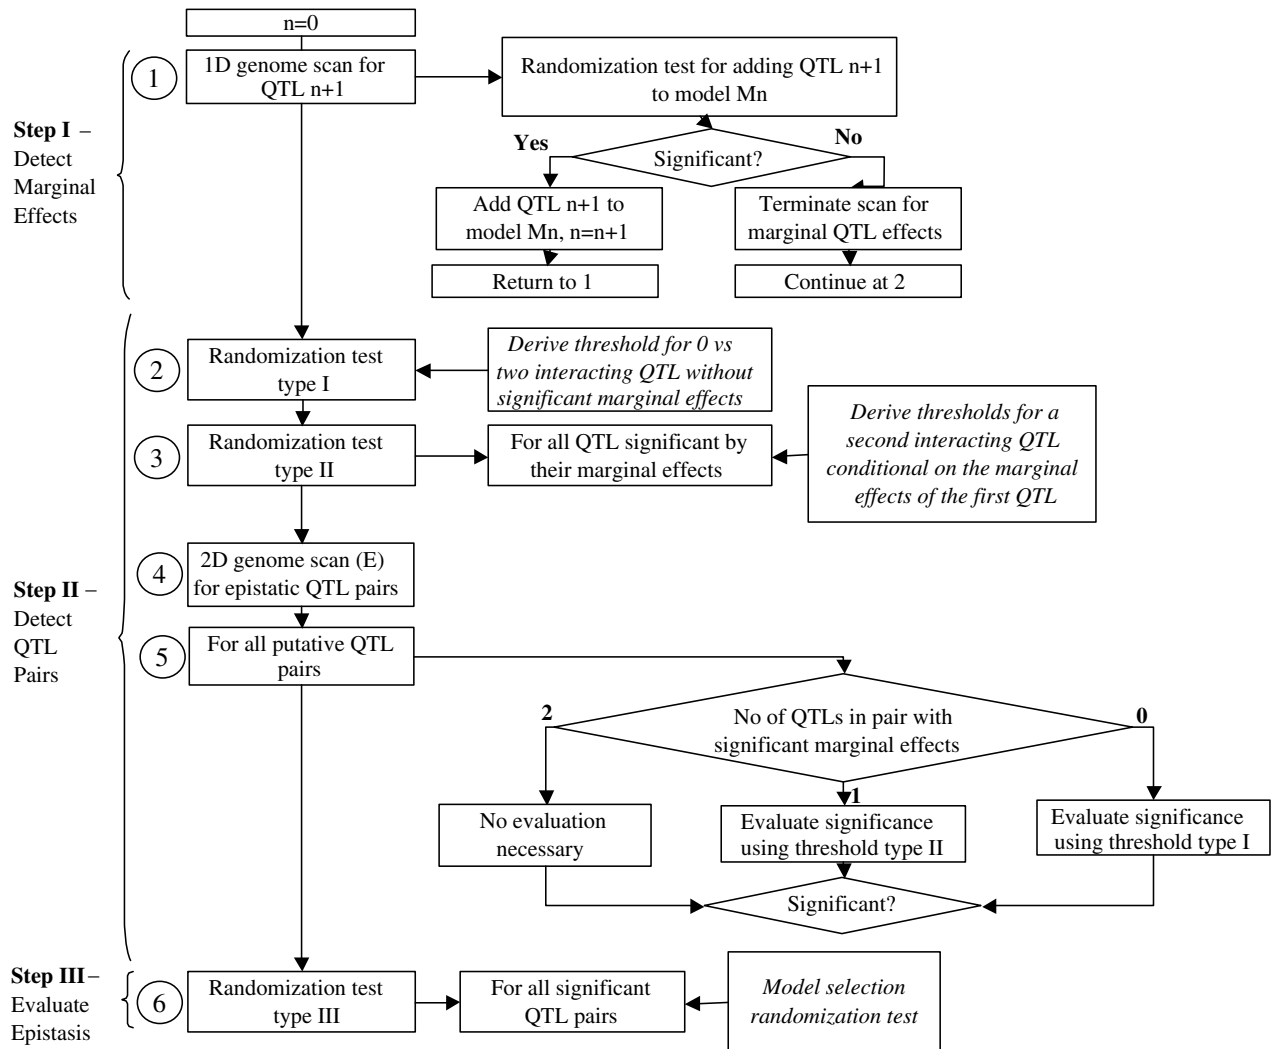 n=0
1
1D genome scan for
QTL n+1
Randomization test for adding QTL n+1
to model Mn
Step I –
Detect
Marginal
Effects
Yes
No
Significant?
Add QTL n+1 to
model Mn, n=n+1
Terminate scan for
marginal QTL effects
Return to 1
Continue at 2
2
Randomization test
type I
Derive threshold for 0 vs
two interacting QTL without
significant marginal effects
3
Randomization test
type II
For all QTL significant by
their marginal effects
Derive thresholds for a
second interacting QTL
conditional on the marginal
effects of the first QTL
Step II –
Detect
QTL
Pairs
4
2D genome scan (E)
for epistatic QTL pairs
5
For all putative QTL
pairs
2
No of QTLs in pair with
significant marginal effects
0
1
No evaluation
necessary
Evaluate significance
using threshold type II
Evaluate significance
using threshold type I
Significant?
Step III –
Evaluate
Epistasis
6
Randomization test
type III
For all significant
QTL pairs
Model selection
randomization test